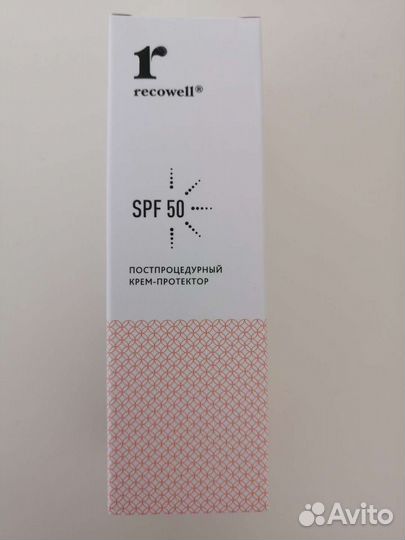 r
recowell®
SPF 50
ПОСТПРОЦЕДУРНЫЙ
КРЕМ-ПРОТЕКТОР
Avito